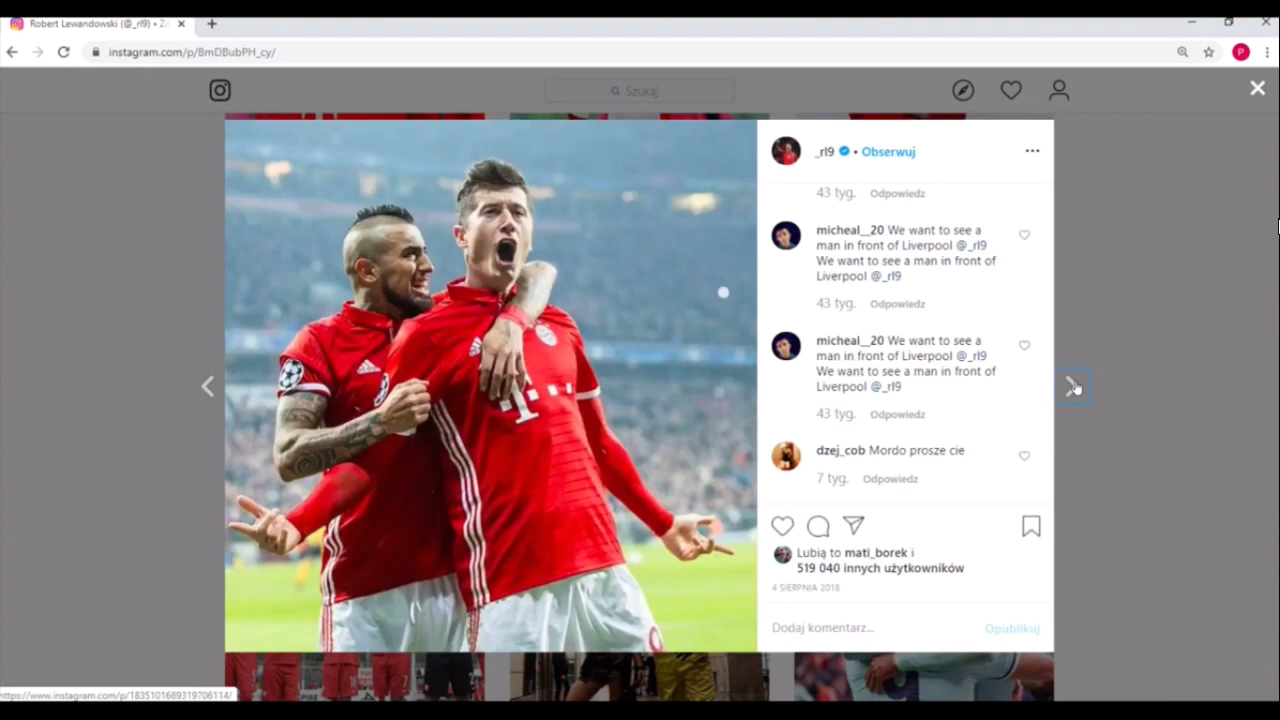 Robert Lewandowski (@_rl9) • Z
instagram.com/p/BmDBubPH_cy/
P
Szukaj
_rl9 • Obserwuj
43 tyg. Odpowiedz
micheal__20 We want to see a
man in front of Liverpool @_rl9
We want to see a man in front of
Liverpool @_rl9
43 tyg. Odpowiedz
micheal__20 We want to see a
man in front of Liverpool @_rl9
We want to see a man in front of
Liverpool @_rl9
43 tyg. Odpowiedz
dzej_cob Mordo prosze cie
7 tyg. Odpowiedz
Lubią to mati_borek i
519 040 innych użytkowników
4 SIERPNIA 2018
Dodaj komentarz...
Opublikuj
https://www.instagram.com/p/1835101689319706114/